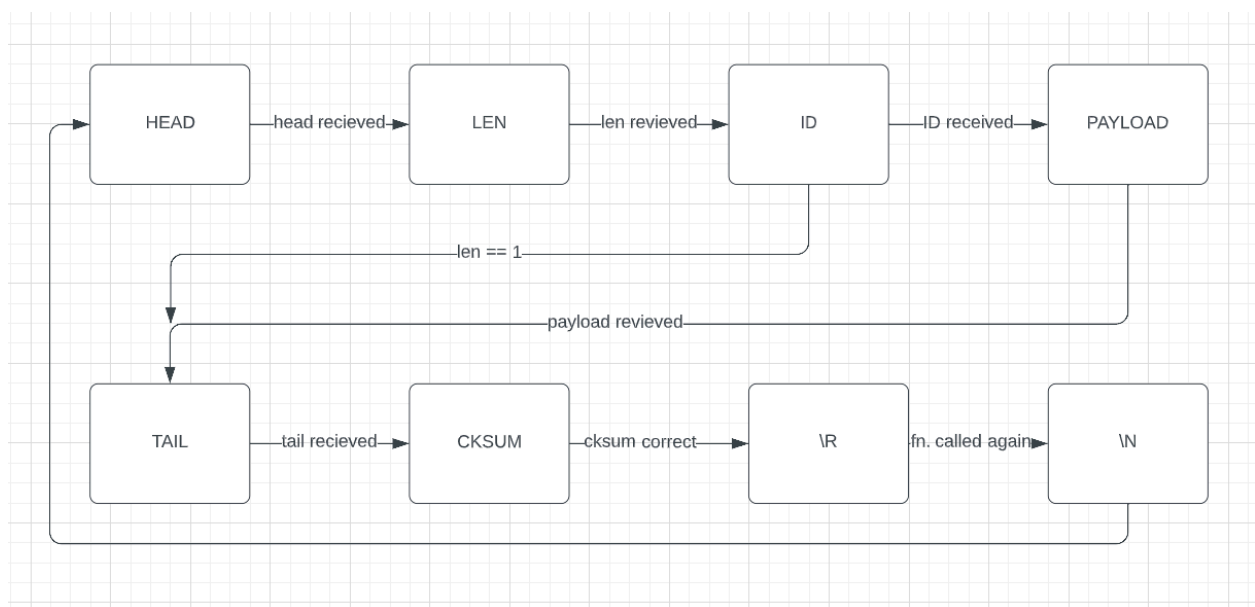 HEAD
head recieved
LEN
len revieved
ID
ID received
PAYLOAD
len == 1
payload revieved
TAIL
tail recieved
CKSUM
cksum correct
\R
fn. called again
\N